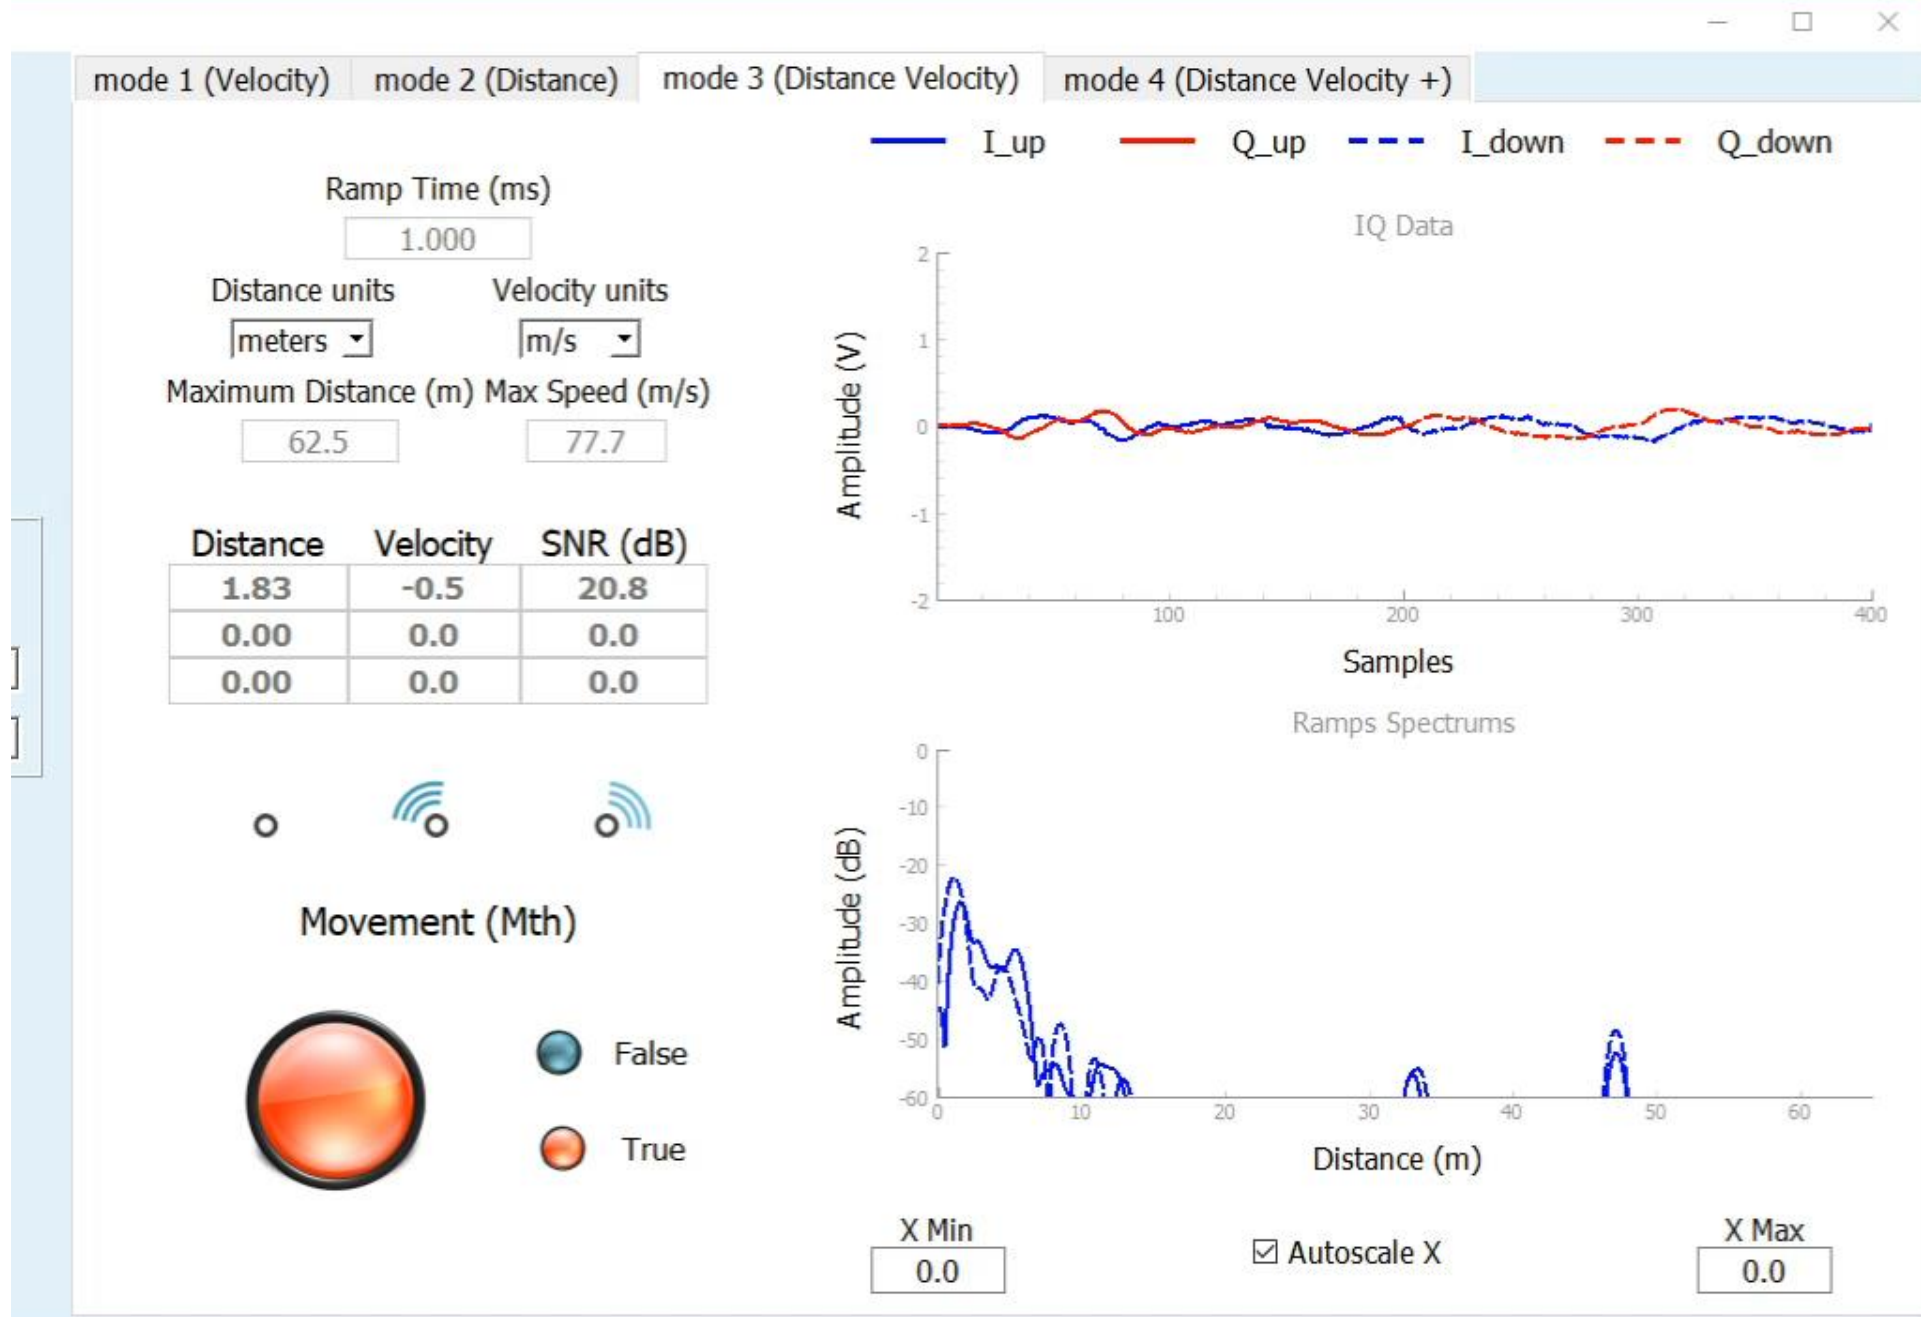 mode 1 (Velocity) mode 2 (Distance) mode 3 (Distance Velocity) mode 4 (Distance Velocity +)
I_up Q_up I_down Q_down
Ramp Time (ms)
1.000
Distance units Velocity units
meters m/s
Maximum Distance (m) Max Speed (m/s)
62.5 77.7
Distance Velocity SNR (dB)
1.83 -0.5 20.8
0.00 0.0 0.0
0.00 0.0 0.0
Movement (Mth)
False
True
IQ Data
Amplitude (V)
2
1
0
-1
-2
100 200 300 400
Samples
Ramps Spectrums
Amplitude (dB)
0
-10
-20
-30
-40
-50
-60
0 10 20 30 40 50 60
Distance (m)
X Min Autoscale X X Max
0.0 0.0